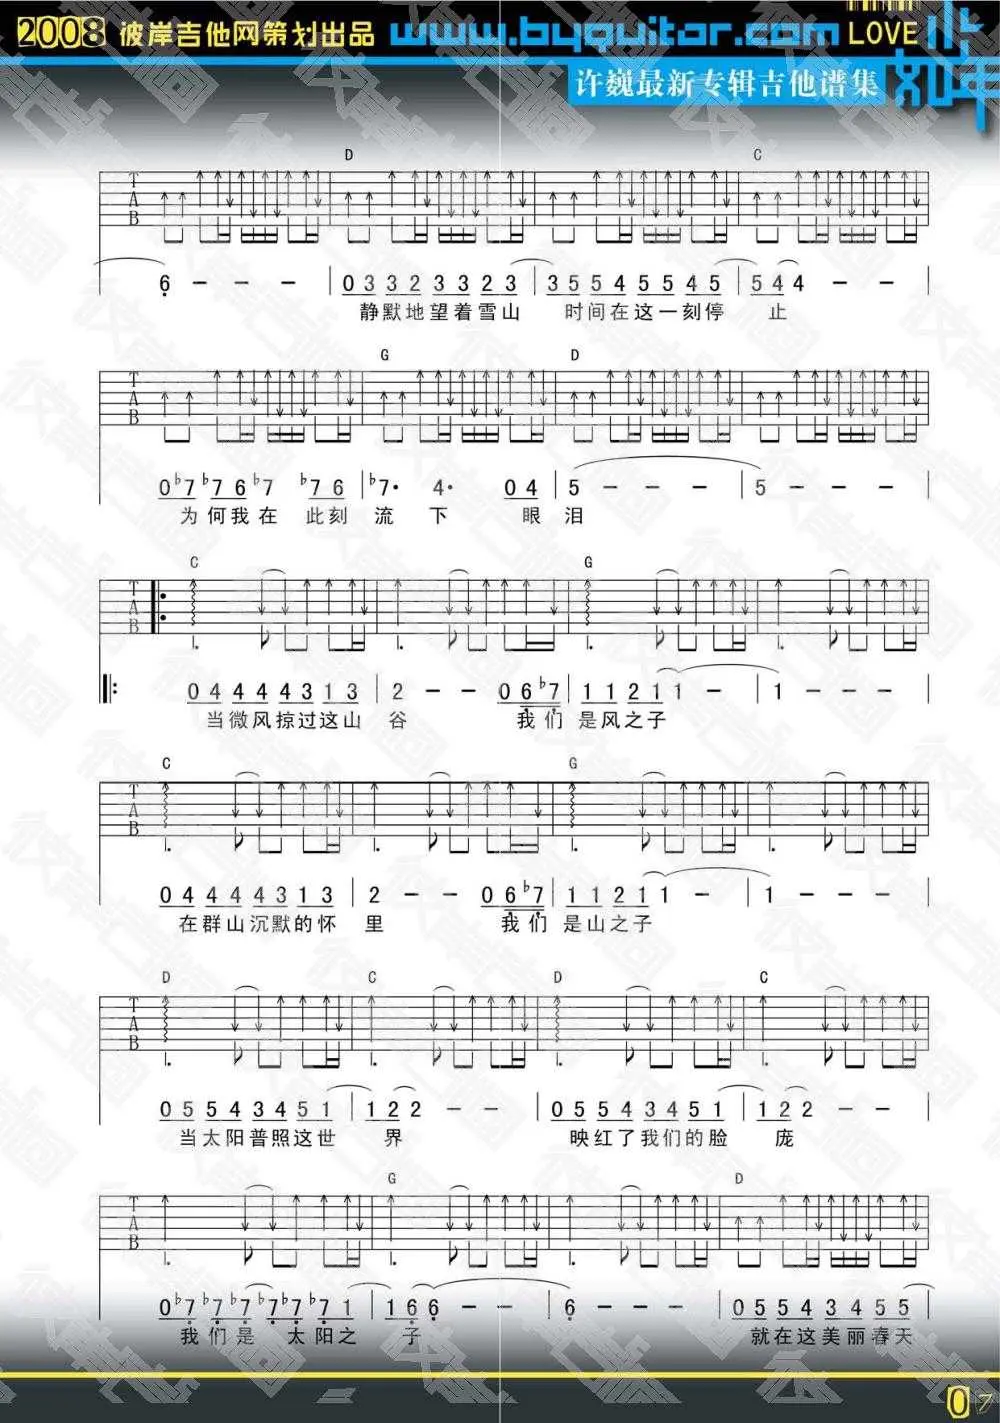 2008 彼岸吉他网策划出品 www.byguitar.com LOVE
许巍最新专辑吉他谱集
D C
T
A
B
6 - - - | 0 3 3 3 2 3 3 2 3 | 3 5 5 4 5 5 4 5 | 5 4 4 - - |
静默地望着雪山 时间在这一刻停 止
G D
T
A
B
0 ♭7 ♭7 6 ♭7 ♭7 6 | ♭7· 4· 0 4 | 5 - - - | 5 - - - |
为何我在 此刻 流 下 眼 泪
C G
T
A
B
0 4 4 4 4 3 1 3 | 2 - - 0 6 ♭7 | 1 1 2 1 1 - | 1 - - - |
当微风掠过这山 谷 我们 是风之子
C G
T
A
B
0 4 4 4 4 3 1 3 | 2 - - 0 6 ♭7 | 1 1 2 1 1 - - | 1 - - - |
在群山沉默的怀 里 我们 是山之子
D C D C
T
A
B
0 5 5 4 3 4 5 1 | 1 2 2 - - | 0 5 5 4 3 4 5 1 | 1 2 2 - - |
当太阳普照这世 界 映红了我们的脸 庞
G D
T
A
B
0 ♭7 ♭7 ♭7 ♭7 ♭7 ♭7 1 | 1 6 6 - - | 6 - - - | 0 5 5 4 3 4 5 5 |
我们是 太阳之 子 就在这美丽春天
07